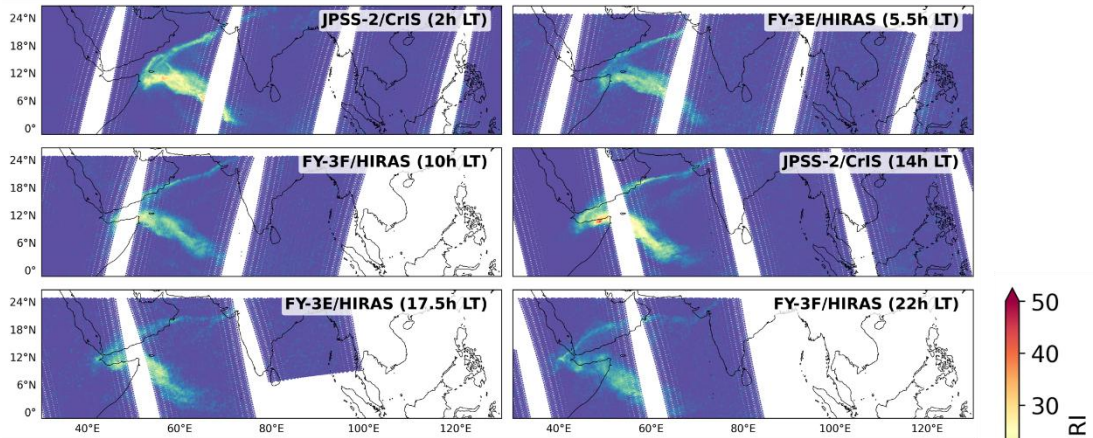 24°N
18°N
12°N
6°N
0°
JPSS-2/CrIS (2h LT)
FY-3E/HIRAS (5.5h LT)
24°N
18°N
12°N
6°N
0°
FY-3F/HIRAS (10h LT)
JPSS-2/CrIS (14h LT)
24°N
18°N
12°N
6°N
0°
FY-3E/HIRAS (17.5h LT)
FY-3F/HIRAS (22h LT)
40°E 60°E 80°E 100°E 120°E
40°E 60°E 80°E 100°E 120°E
50
40
30
RI